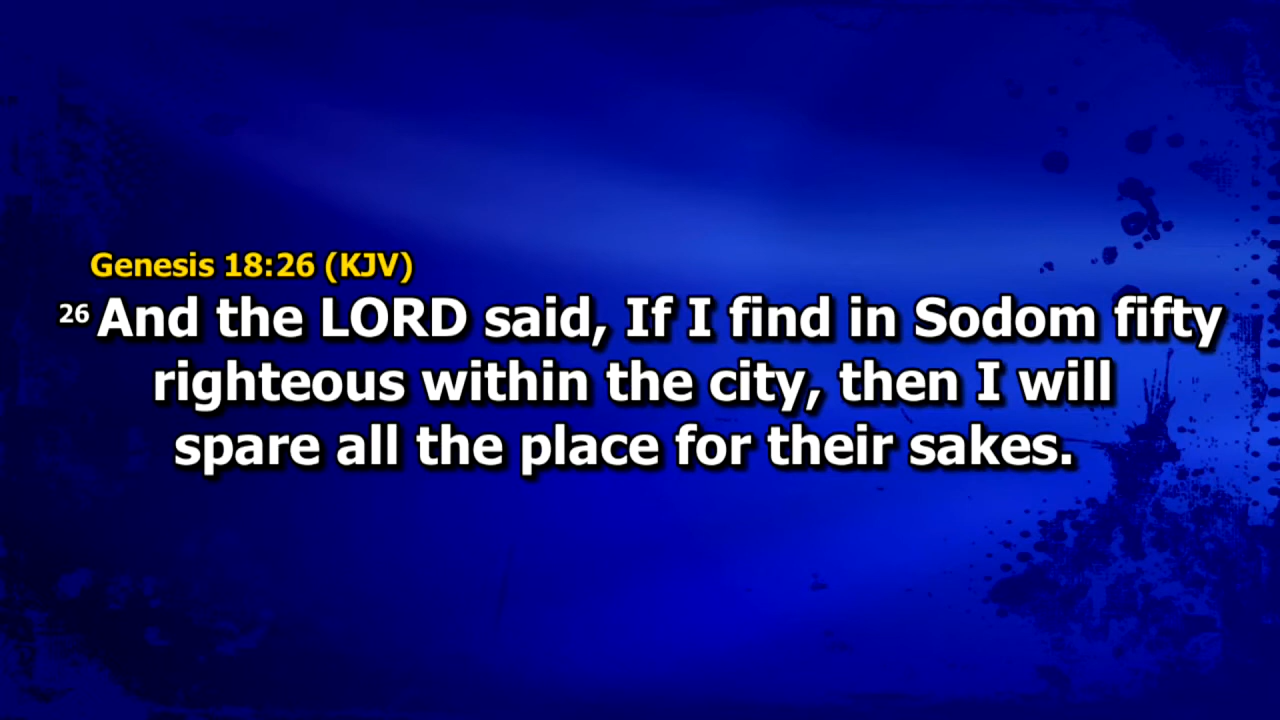 Genesis 18:26 (KJV)
26 And the LORD said, If I find in Sodom fifty
righteous within the city, then I will
spare all the place for their sakes.